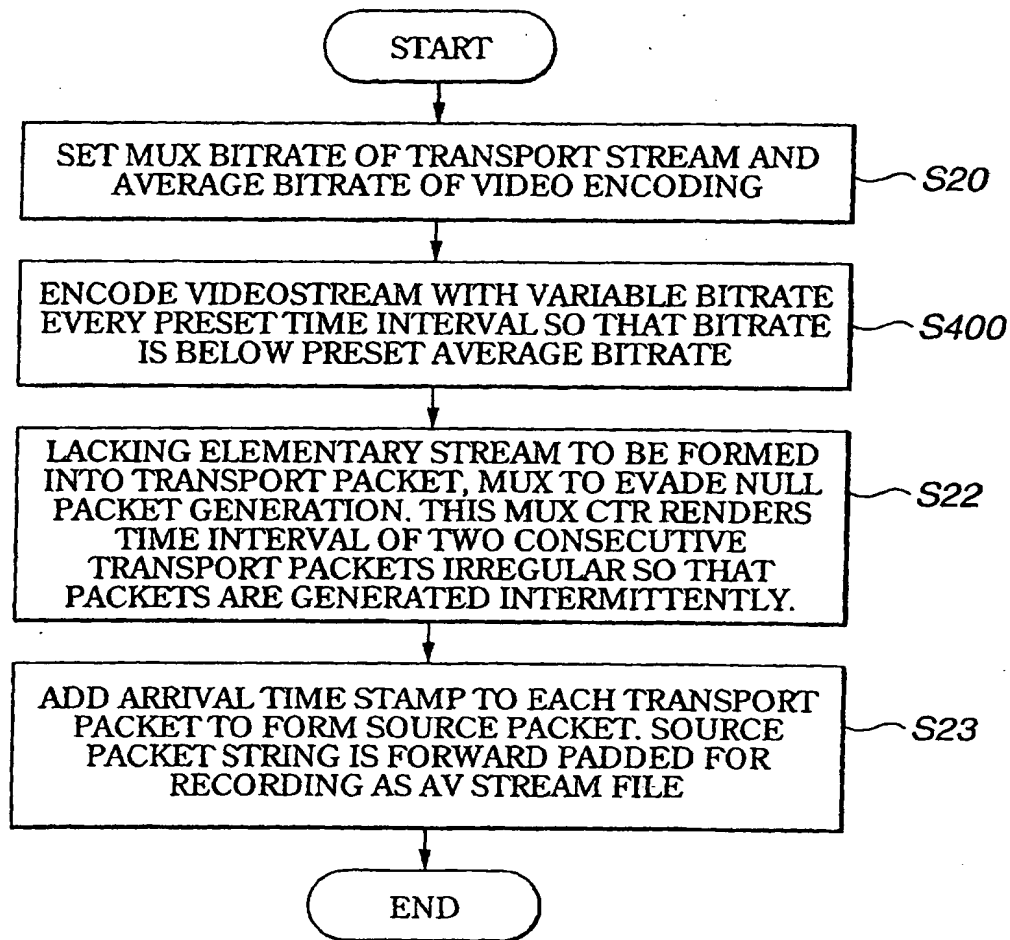 START
SET MUX BITRATE OF TRANSPORT STREAM AND
AVERAGE BITRATE OF VIDEO ENCODING
S20
ENCODE VIDEOSTREAM WITH VARIABLE BITRATE
EVERY PRESET TIME INTERVAL SO THAT BITRATE
IS BELOW PRESET AVERAGE BITRATE
S400
LACKING ELEMENTARY STREAM TO BE FORMED
INTO TRANSPORT PACKET, MUX TO EVADE NULL
PACKET GENERATION. THIS MUX CTR RENDERS
TIME INTERVAL OF TWO CONSECUTIVE
TRANSPORT PACKETS IRREGULAR SO THAT
PACKETS ARE GENERATED INTERMITTENTLY.
S22
ADD ARRIVAL TIME STAMP TO EACH TRANSPORT
PACKET TO FORM SOURCE PACKET. SOURCE
PACKET STRING IS FORWARD PADDED FOR
RECORDING AS AV STREAM FILE
S23
END